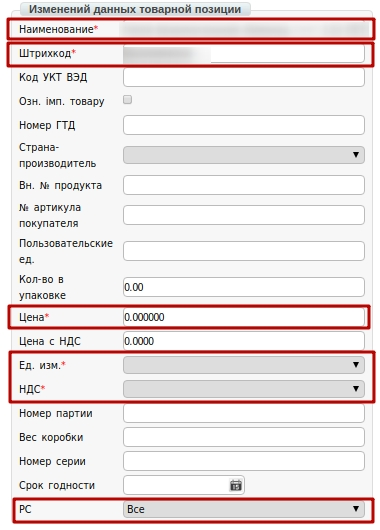 Изменений данных товарной позиции
Наименование*
Штрихкод*
Код УКТ ВЭД
Озн. імп. товару
Номер ГТД
Страна-
производитель
Вн. № продукта
№ артикула
покупателя
Пользовательские
ед.
Кол-во в
упаковке
0.00
Цена*
0.000000
Цена с НДС
0.0000
Ед. изм.*
НДС*
Номер партии
Вес коробки
Номер серии
Срок годности
РС
Все